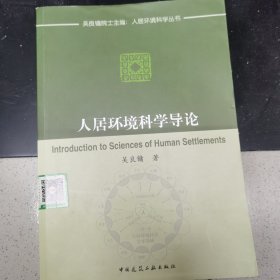 吴良镛院士主编：人居环境科学丛书
人居环境科学导论
Introduction to Sciences of Human Settlements
吴良镛 著
中国建筑工业出版社